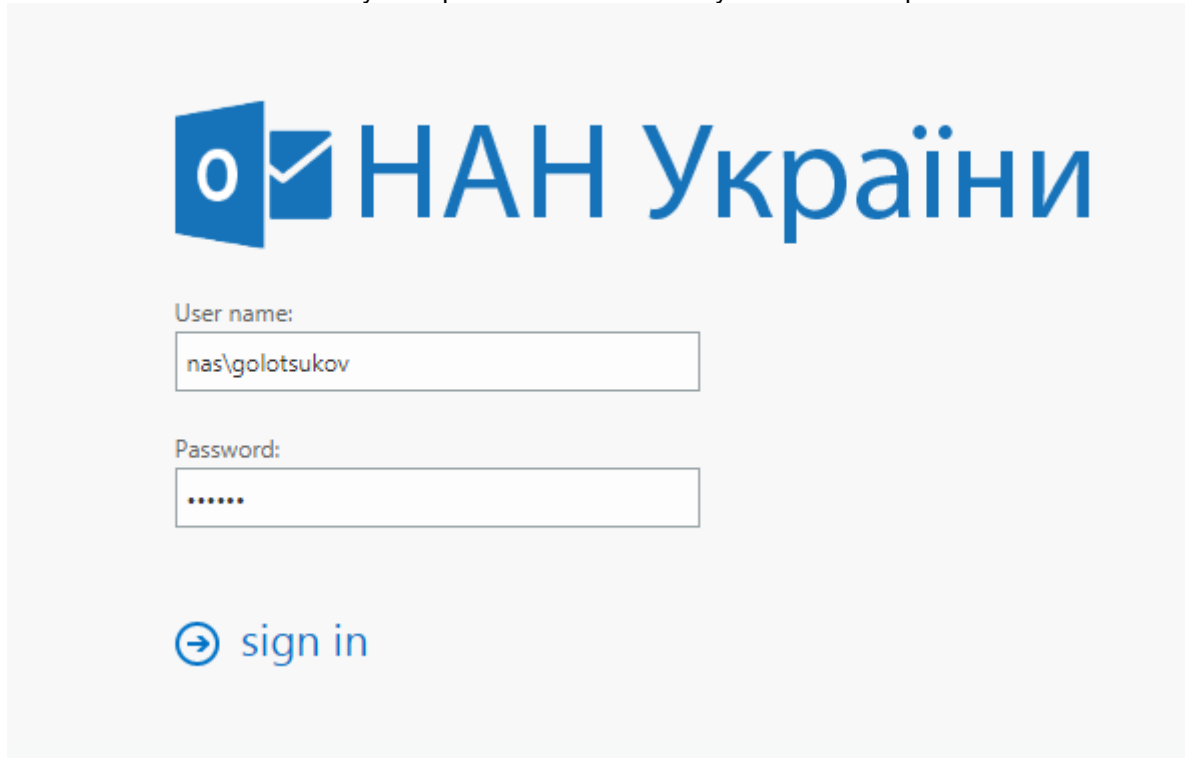 НАН України
User name:
nas\golotsukov
Password:
••••••
sign in